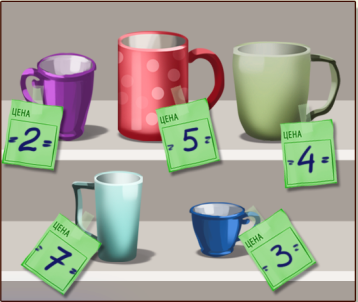 ЦЕНА
=2=
ЦЕНА
=5=
ЦЕНА
=4=
ЦЕНА
=7=
ЦЕНА
=3=